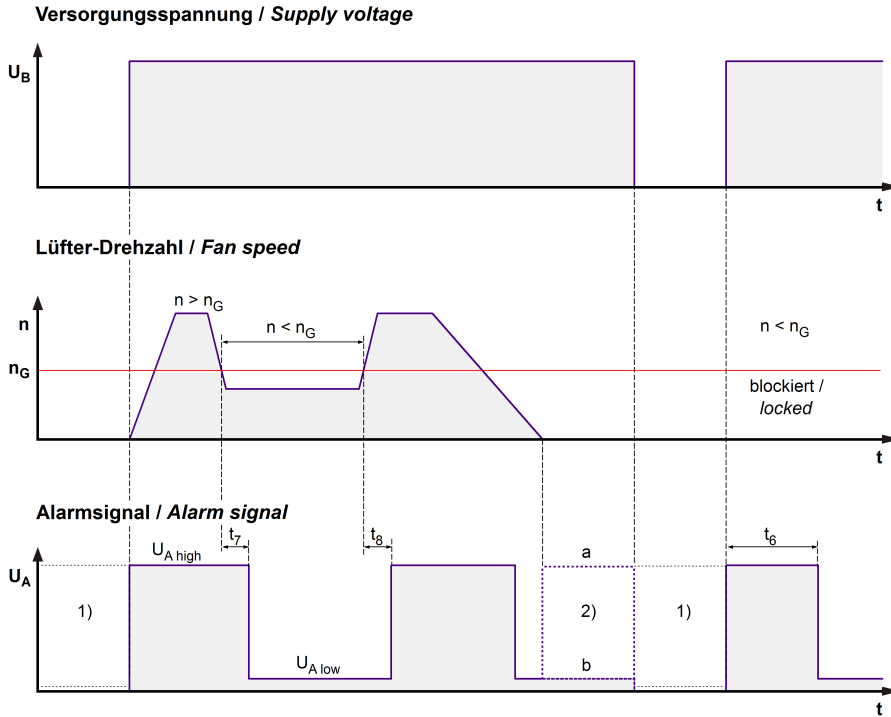 Versorgungsspannung / Supply voltage
U_B
t
Lüfter-Drehzahl / Fan speed
n > n_G
n < n_G
n < n_G
n
n_G
blockiert /
locked
t
Alarmsignal / Alarm signal
t_7
t_8
t_6
U_A high
a
U_A
1)
2)
1)
U_A low
b
t